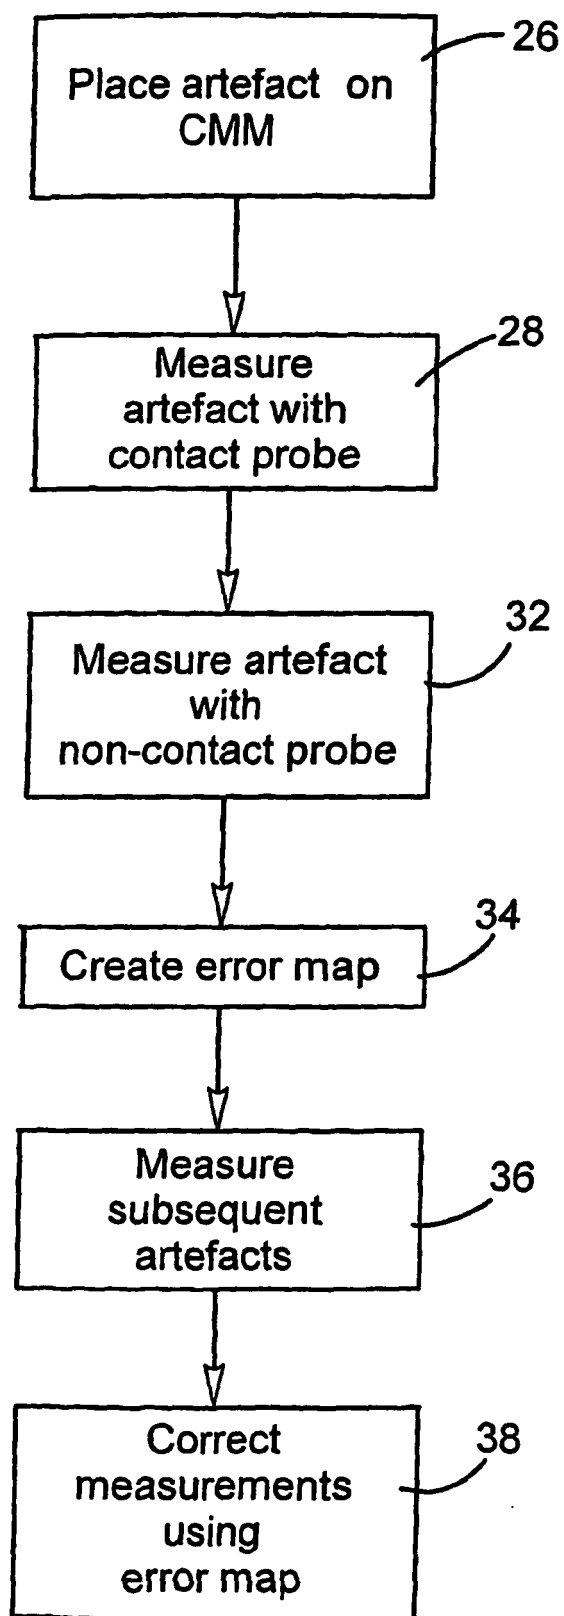 26
Place artefact on
CMM
28
Measure
artefact with
contact probe
32
Measure artefact
with
non-contact probe
34
Create error map
36
Measure
subsequent
artefacts
38
Correct
measurements
using
error map